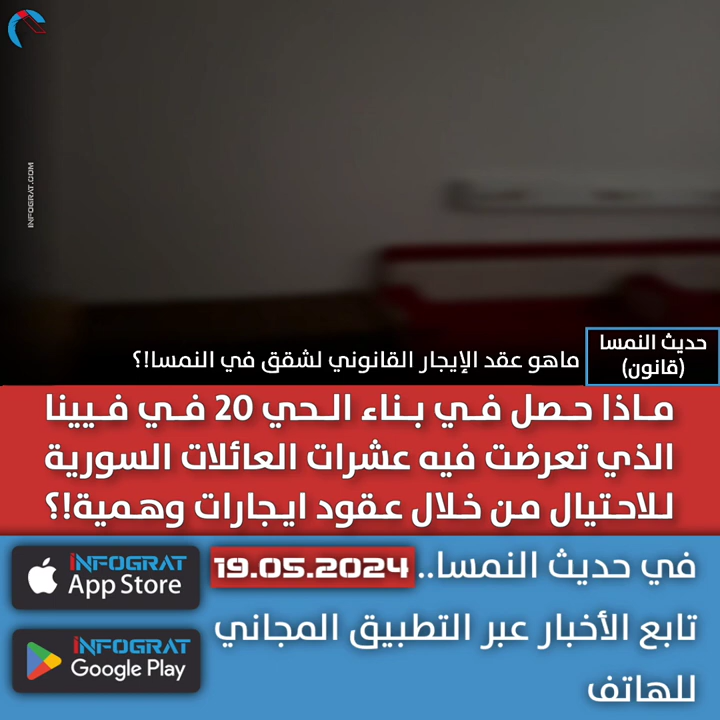 INFOGRAT.COM
حديث النمسا
(قانون)
ماهو عقد الإيجار القانوني لشقق في النمسا!؟
ماذا حصل في بناء الحي 20 في فيينا
الذي تعرضت فيه عشرات العائلات السورية
للاحتيال من خلال عقود ايجارات وهمية!؟
في حديث النمسا.. 19.05.2024
تابع الأخبار عبر التطبيق المجاني
للهاتف
INFOGRAT
App Store
INFOGRAT
Google Play